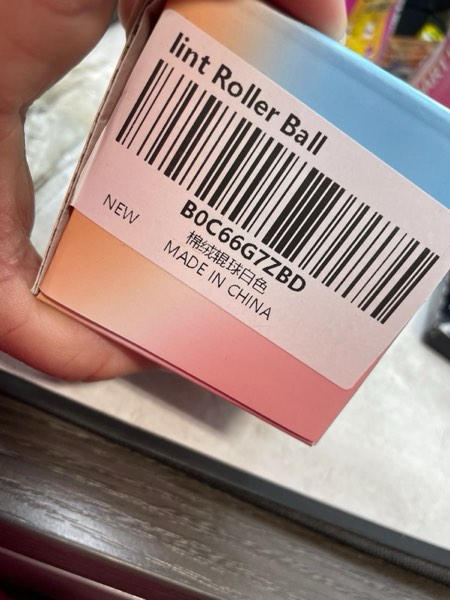 lint Roller Ball
B0C66G7ZBD
NEW
棉绒辊球白色
MADE IN CHINA